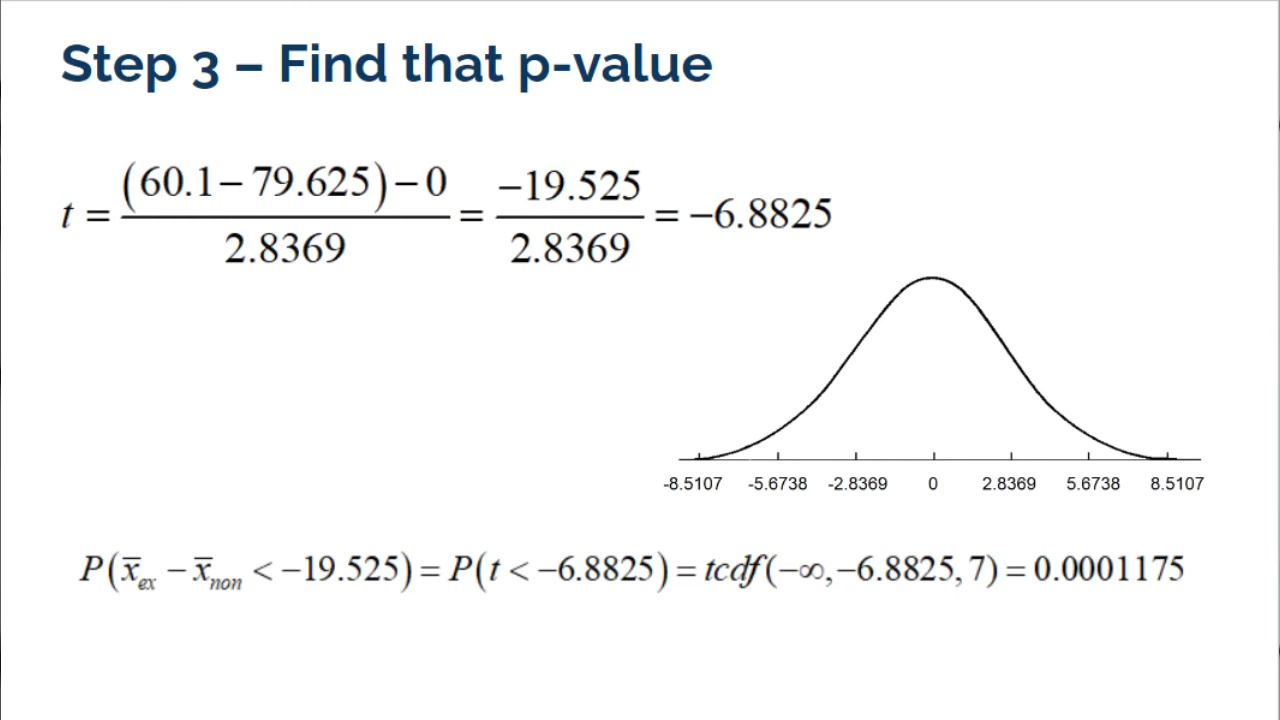 Step 3 – Find that p-value
t = \frac{(60.1 − 79.625) − 0}{2.8369} = \frac{−19.525}{2.8369} = −6.8825
-8.5107 -5.6738 -2.8369 0 2.8369 5.6738 8.5107
P(x̄_{ex} − x̄_{non} < −19.525) = P(t < −6.8825) = tcdf(−∞, −6.8825, 7) = 0.0001175